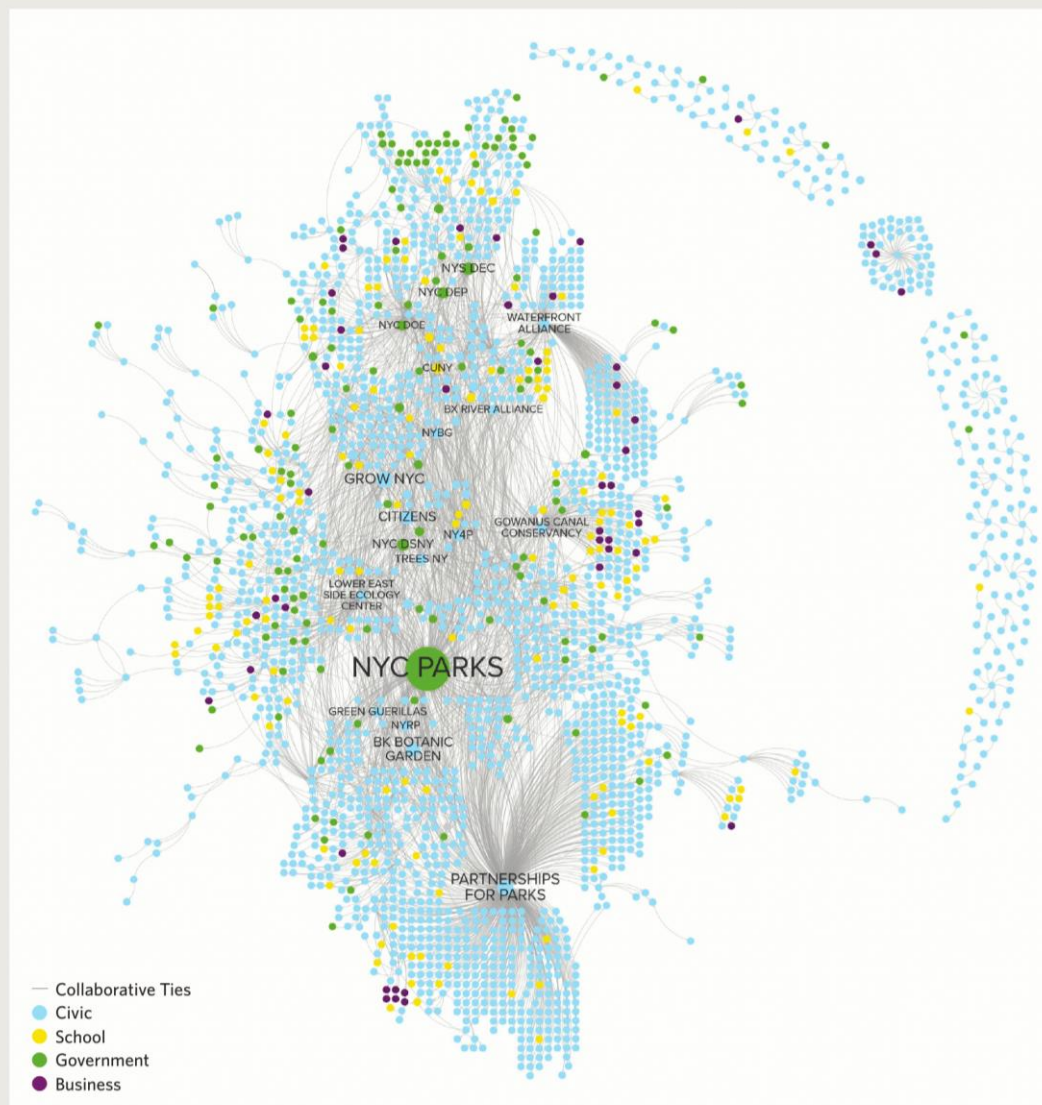 NYS DEC
NYC DEP
WATERFRONT
ALLIANCE
NYC DOE
CUNY
BX RIVER ALLIANCE
NYBG
GROW NYC
CITIZENS
GOWANUS CANAL
CONSERVANCY
NY4P
NYC DSNY
TREES NY
LOWER EAST
SIDE ECOLOGY
CENTER
NYC PARKS
GREEN GUERILLAS
NYRP
BK BOTANIC
GARDEN
PARTNERSHIPS
FOR PARKS
Collaborative Ties
Civic
School
Government
Business